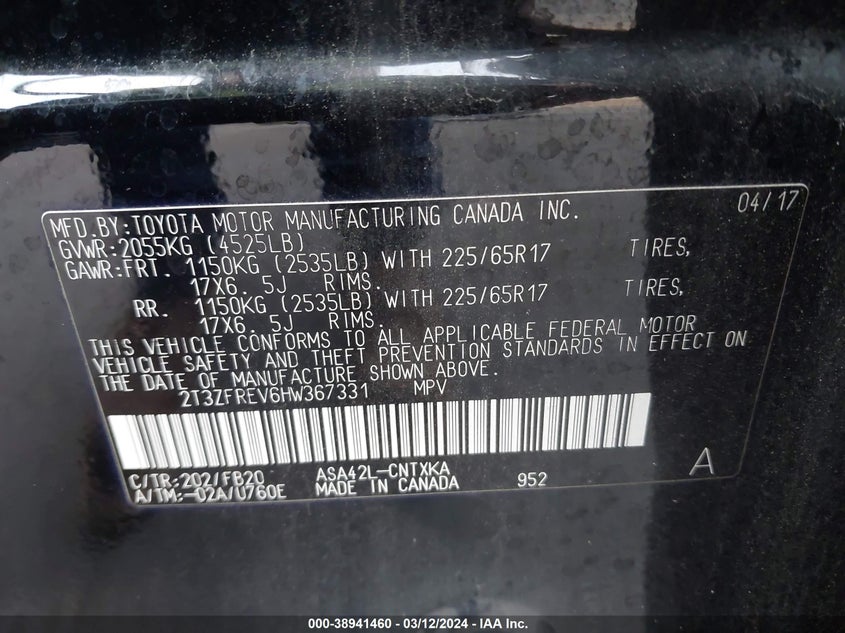 MFD.BY:TOYOTA MOTOR MANUFACTURING CANADA INC. 04/17
GVWR:2055KG (4525LB)
GAWR:FRT. 1150KG (2535LB) WITH 225/65R17 TIRES,
17X6. 5J RIMS.
RR. 1150KG (2535LB) WITH 225/65R17 TIRES,
17X6. 5J RIMS.
THIS VEHICLE CONFORMS TO ALL APPLICABLE FEDERAL MOTOR
VEHICLE SAFETY AND THEFT PREVENTION STANDARDS IN EFFECT ON
THE DATE OF MANUFACTURE SHOWN ABOVE.
2T3ZFREV6HW367331 MPV
C/TR:202/FB20 ASA42L-CNTXKA A
A/TM:-02A/U760E MADE IN CANADA 952
000-38941460 - 03/12/2024 - IAA Inc.